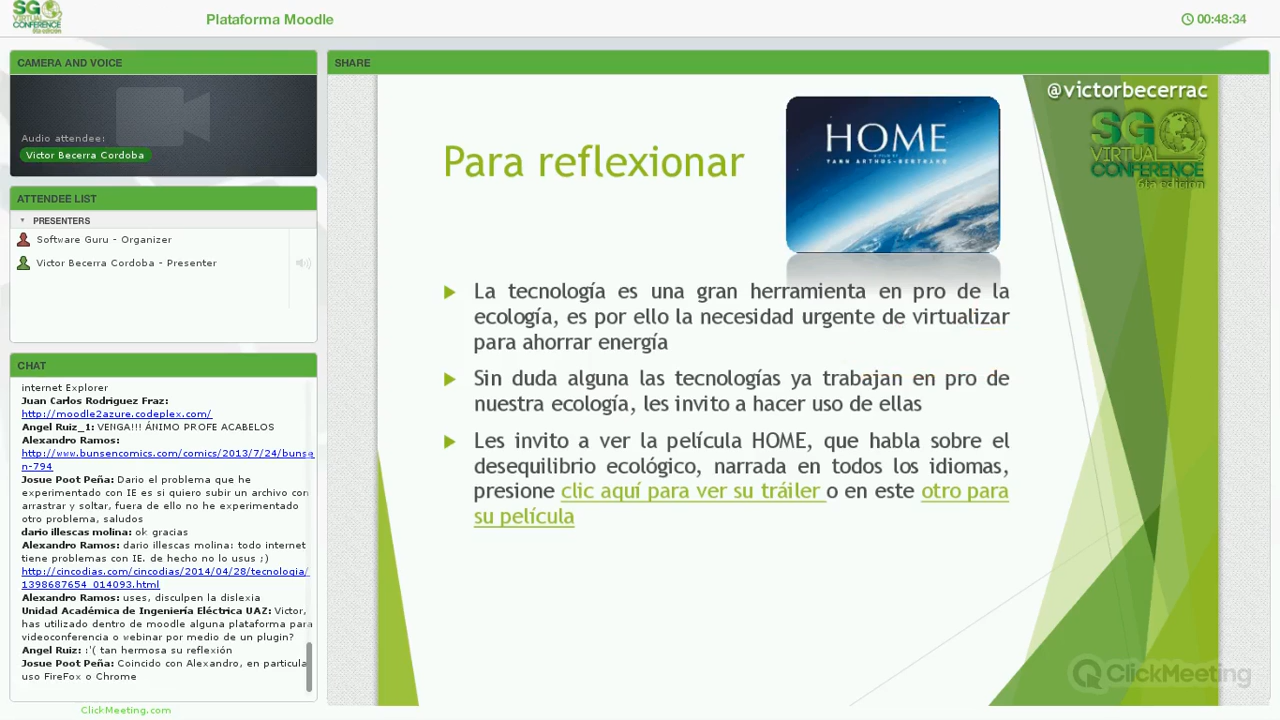 SG
VIRTUAL
CONFERENCE
6ta edición
Plataforma Moodle
00:48:34
CAMERA AND VOICE
Audio attendee:
Victor Becerra Cordoba
ATTENDEE LIST
PRESENTERS
Software Guru - Organizer
Victor Becerra Cordoba - Presenter
CHAT
internet Explorer
Juan Carlos Rodriguez Fraz:
http://moodle2azure.codeplex.com/
Angel Ruiz_1: VENGA!!! ÁNIMO PROFE ACABELOS
Alexandro Ramos:
http://www.bunsencomics.com/comics/2013/7/24/bunse
n-794
Josue Poot Peña: Dario el problema que he
experimentado con IE es si quiero subir un archivo con
arrastrar y soltar, fuera de ello no he experimentado
otro problema, saludos
dario illescas molina: ok gracias
Alexandro Ramos: dario illescas molina: todo internet
tiene problemas con IE. de hecho no lo usus ;)
http://cincodias.com/cincodias/2014/04/28/tecnologia/
1398687654_014093.html
Alexandro Ramos: uses, disculpen la dislexia
Unidad Académica de Ingeniería Eléctrica UAZ: Victor,
has utilizado dentro de moodle alguna plataforma para
videoconferencia o webinar por medio de un plugin?
Angel Ruiz: :'( tan hermosa su reflexión
Josue Poot Peña: Coincido con Alexandro, en particula
uso FireFox o Chrome
ClickMeeting.com
SHARE
@victorbecerrac
SG
VIRTUAL
CONFERENCE
6ta edición
HOME
A FILM BY
YANN ARTHUS-BERTRAND
Para reflexionar
La tecnología es una gran herramienta en pro de la
ecología, es por ello la necesidad urgente de virtualizar
para ahorrar energía
Sin duda alguna las tecnologías ya trabajan en pro de
nuestra ecología, les invito a hacer uso de ellas
Les invito a ver la película HOME, que habla sobre el
desequilibrio ecológico, narrada en todos los idiomas,
presione clic aquí para ver su tráiler o en este otro para
su película
ClickMeeting